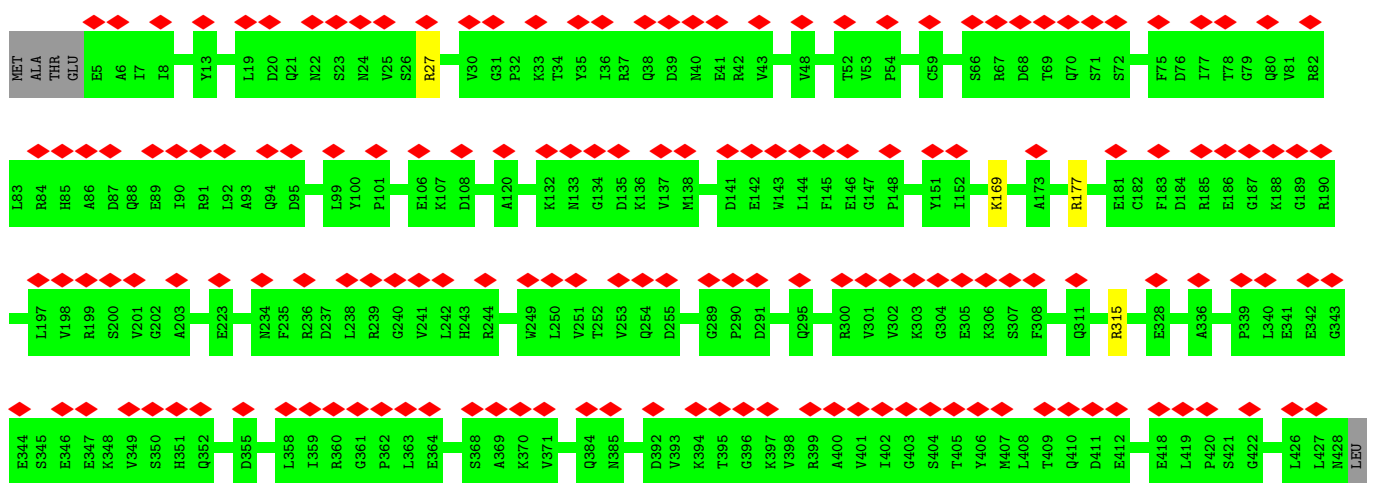 MET ALA THR GLU E5 A6 I7 I8 Y13 L19 D20 Q21 N22 S23 N24 V25 S26 R27 V30 G31 P32 K33 T34 Y35 I36 R37 Q38 D39 N40 E41 R42 V43 V48 T52 V53 P54 C59 S66 R67 D68 T69 Q70 S71 S72 F75 D76 I77 T78 G79 Q80 V81 R82
L83 R84 H85 A86 D87 Q88 E89 I90 R91 L92 A93 Q94 D95 L99 Y100 P101 E106 K107 D108 A120 K132 N133 G134 D135 K136 V137 M138 D141 E142 W143 L144 F145 E146 G147 P148 Y151 I152 K169 A173 R177 E181 C182 F183 D184 R185 E186 G187 K188 G189 R190
L197 V198 R199 S200 V201 G202 A203 E223 N234 F235 R236 D237 L238 R239 G240 V241 L242 H243 R244 W249 L250 V251 T252 V253 Q254 D255 G289 P290 D291 Q295 R300 V301 V302 K303 G304 E305 K306 S307 F308 Q311 R315 E328 A336 P339 L340 E341 E342 G343
E344 S345 E346 E347 K348 V349 S350 H351 Q352 D355 L358 I359 R360 G361 P362 L363 E364 S368 A369 K370 V371 Q384 N385 D392 V393 K394 T395 G396 K397 V398 R399 A400 V401 I402 G403 S404 T405 Y406 M407 L408 T409 Q410 D411 E412 E418 L419 P420 S421 G422 L426 L427 N428 LEU